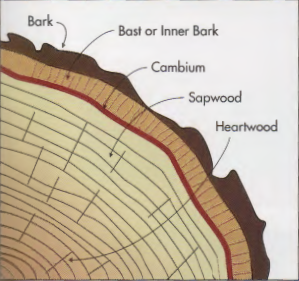 Bark
Bast or Inner Bark
Cambium
Sapwood
Heartwood